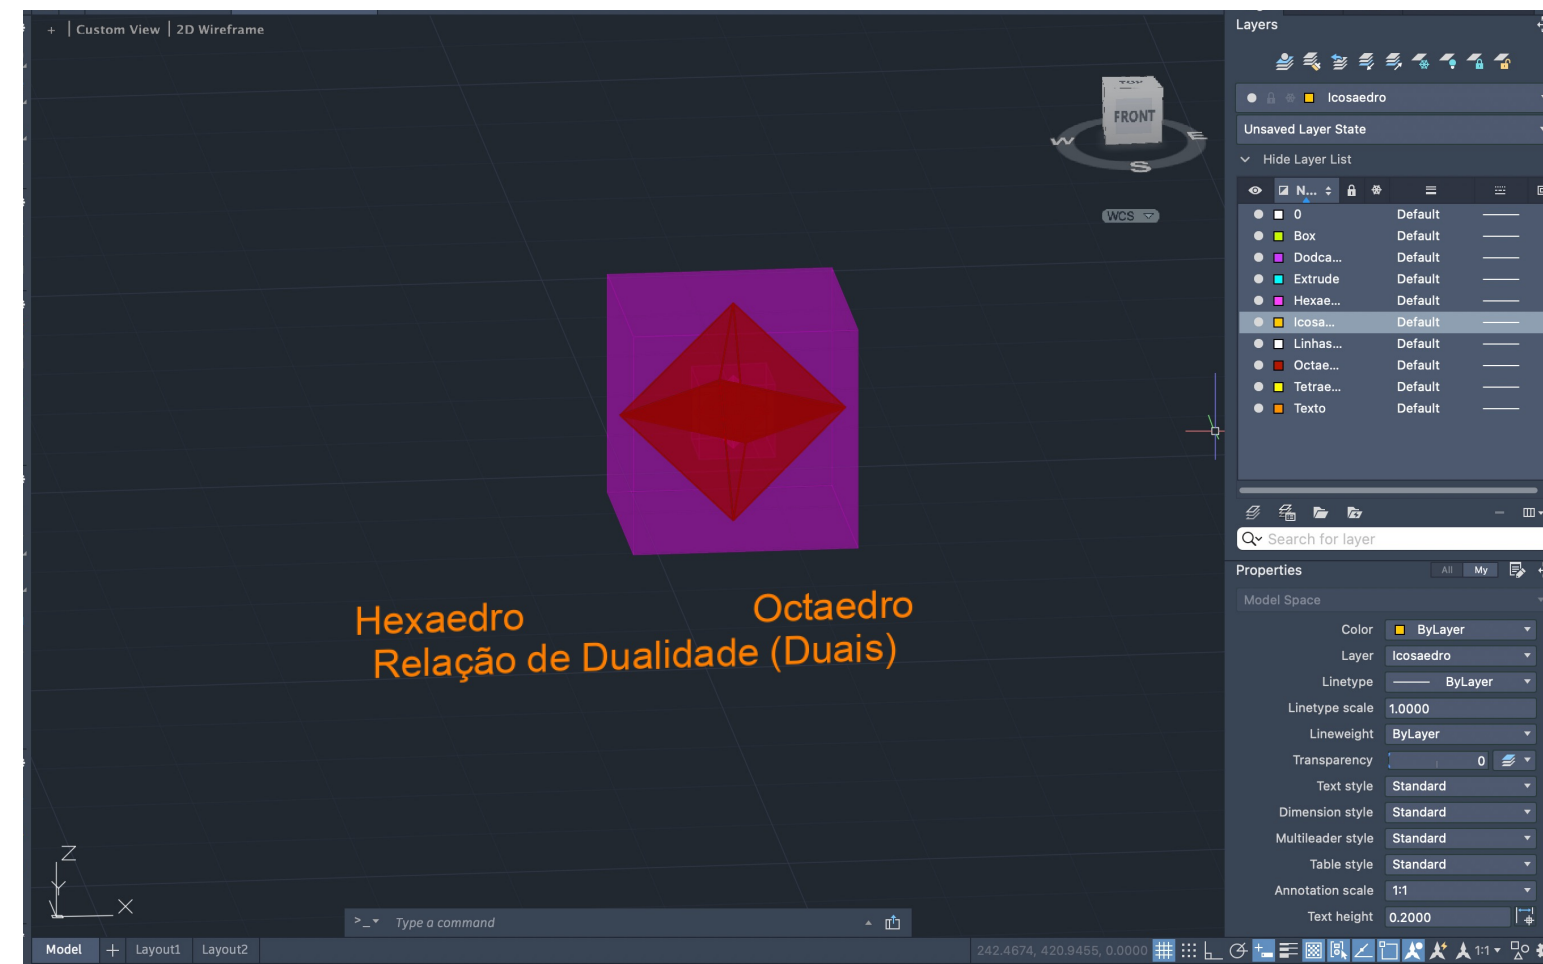 + | Custom View | 2D Wireframe
TOP
FRONT
W
E
S
WCS
Hexaedro
Octaedro
Relação de Dualidade (Duais)
Z
Y
X
>_ Type a command
Model + Layout1 Layout2
242.4674, 420.9455, 0.0000
1:1
Layers
Icosaedro
Unsaved Layer State
Hide Layer List
N...
0 Default
Box Default
Dodca... Default
Extrude Default
Hexae... Default
Icosa... Default
Linhas... Default
Octae... Default
Tetrae... Default
Texto Default
Search for layer
Properties All My
Model Space
Color ByLayer
Layer Icosaedro
Linetype ByLayer
Linetype scale 1.0000
Lineweight ByLayer
Transparency 0
Text style Standard
Dimension style Standard
Multileader style Standard
Table style Standard
Annotation scale 1:1
Text height 0.2000